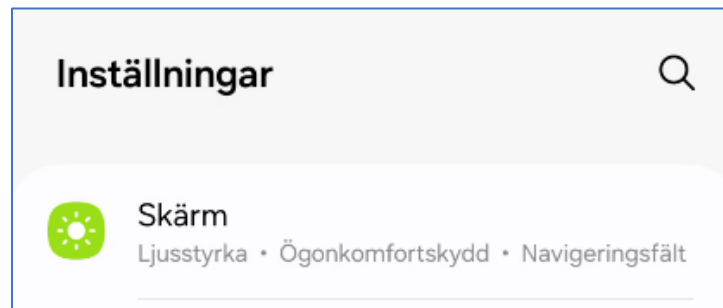 Inställningar
Skärm
Ljusstyrka • Ögonkomfortskydd • Navigeringsfält